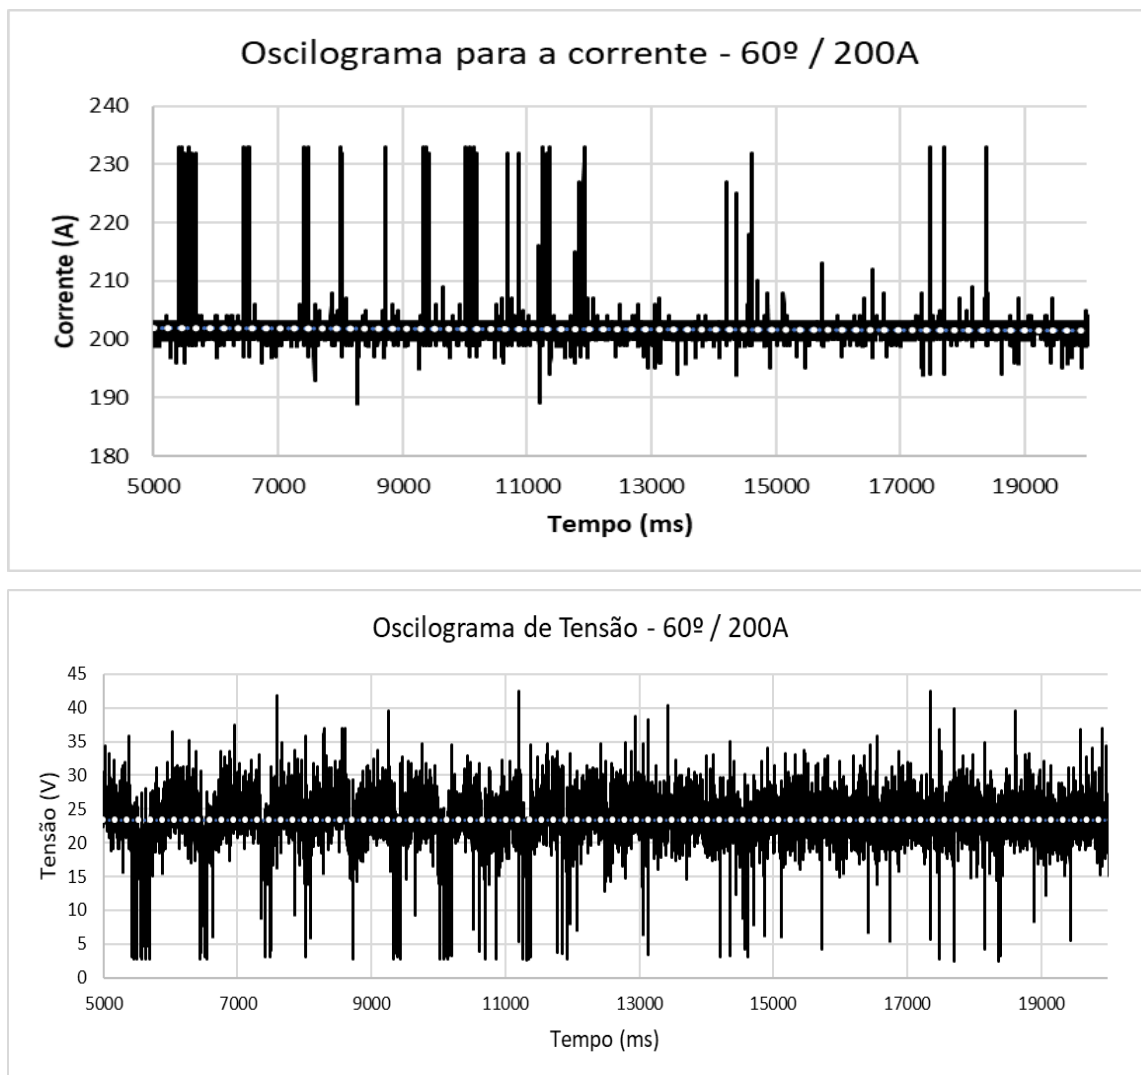 Oscilograma para a corrente - 60º / 200A
240
230
220
210
200
190
180
Corrente (A)
5000 7000 9000 11000 13000 15000 17000 19000
Tempo (ms)
Oscilograma de Tensão - 60º / 200A
45
40
35
30
25
20
15
10
5
0
Tensão (V)
5000 7000 9000 11000 13000 15000 17000 19000
Tempo (ms)